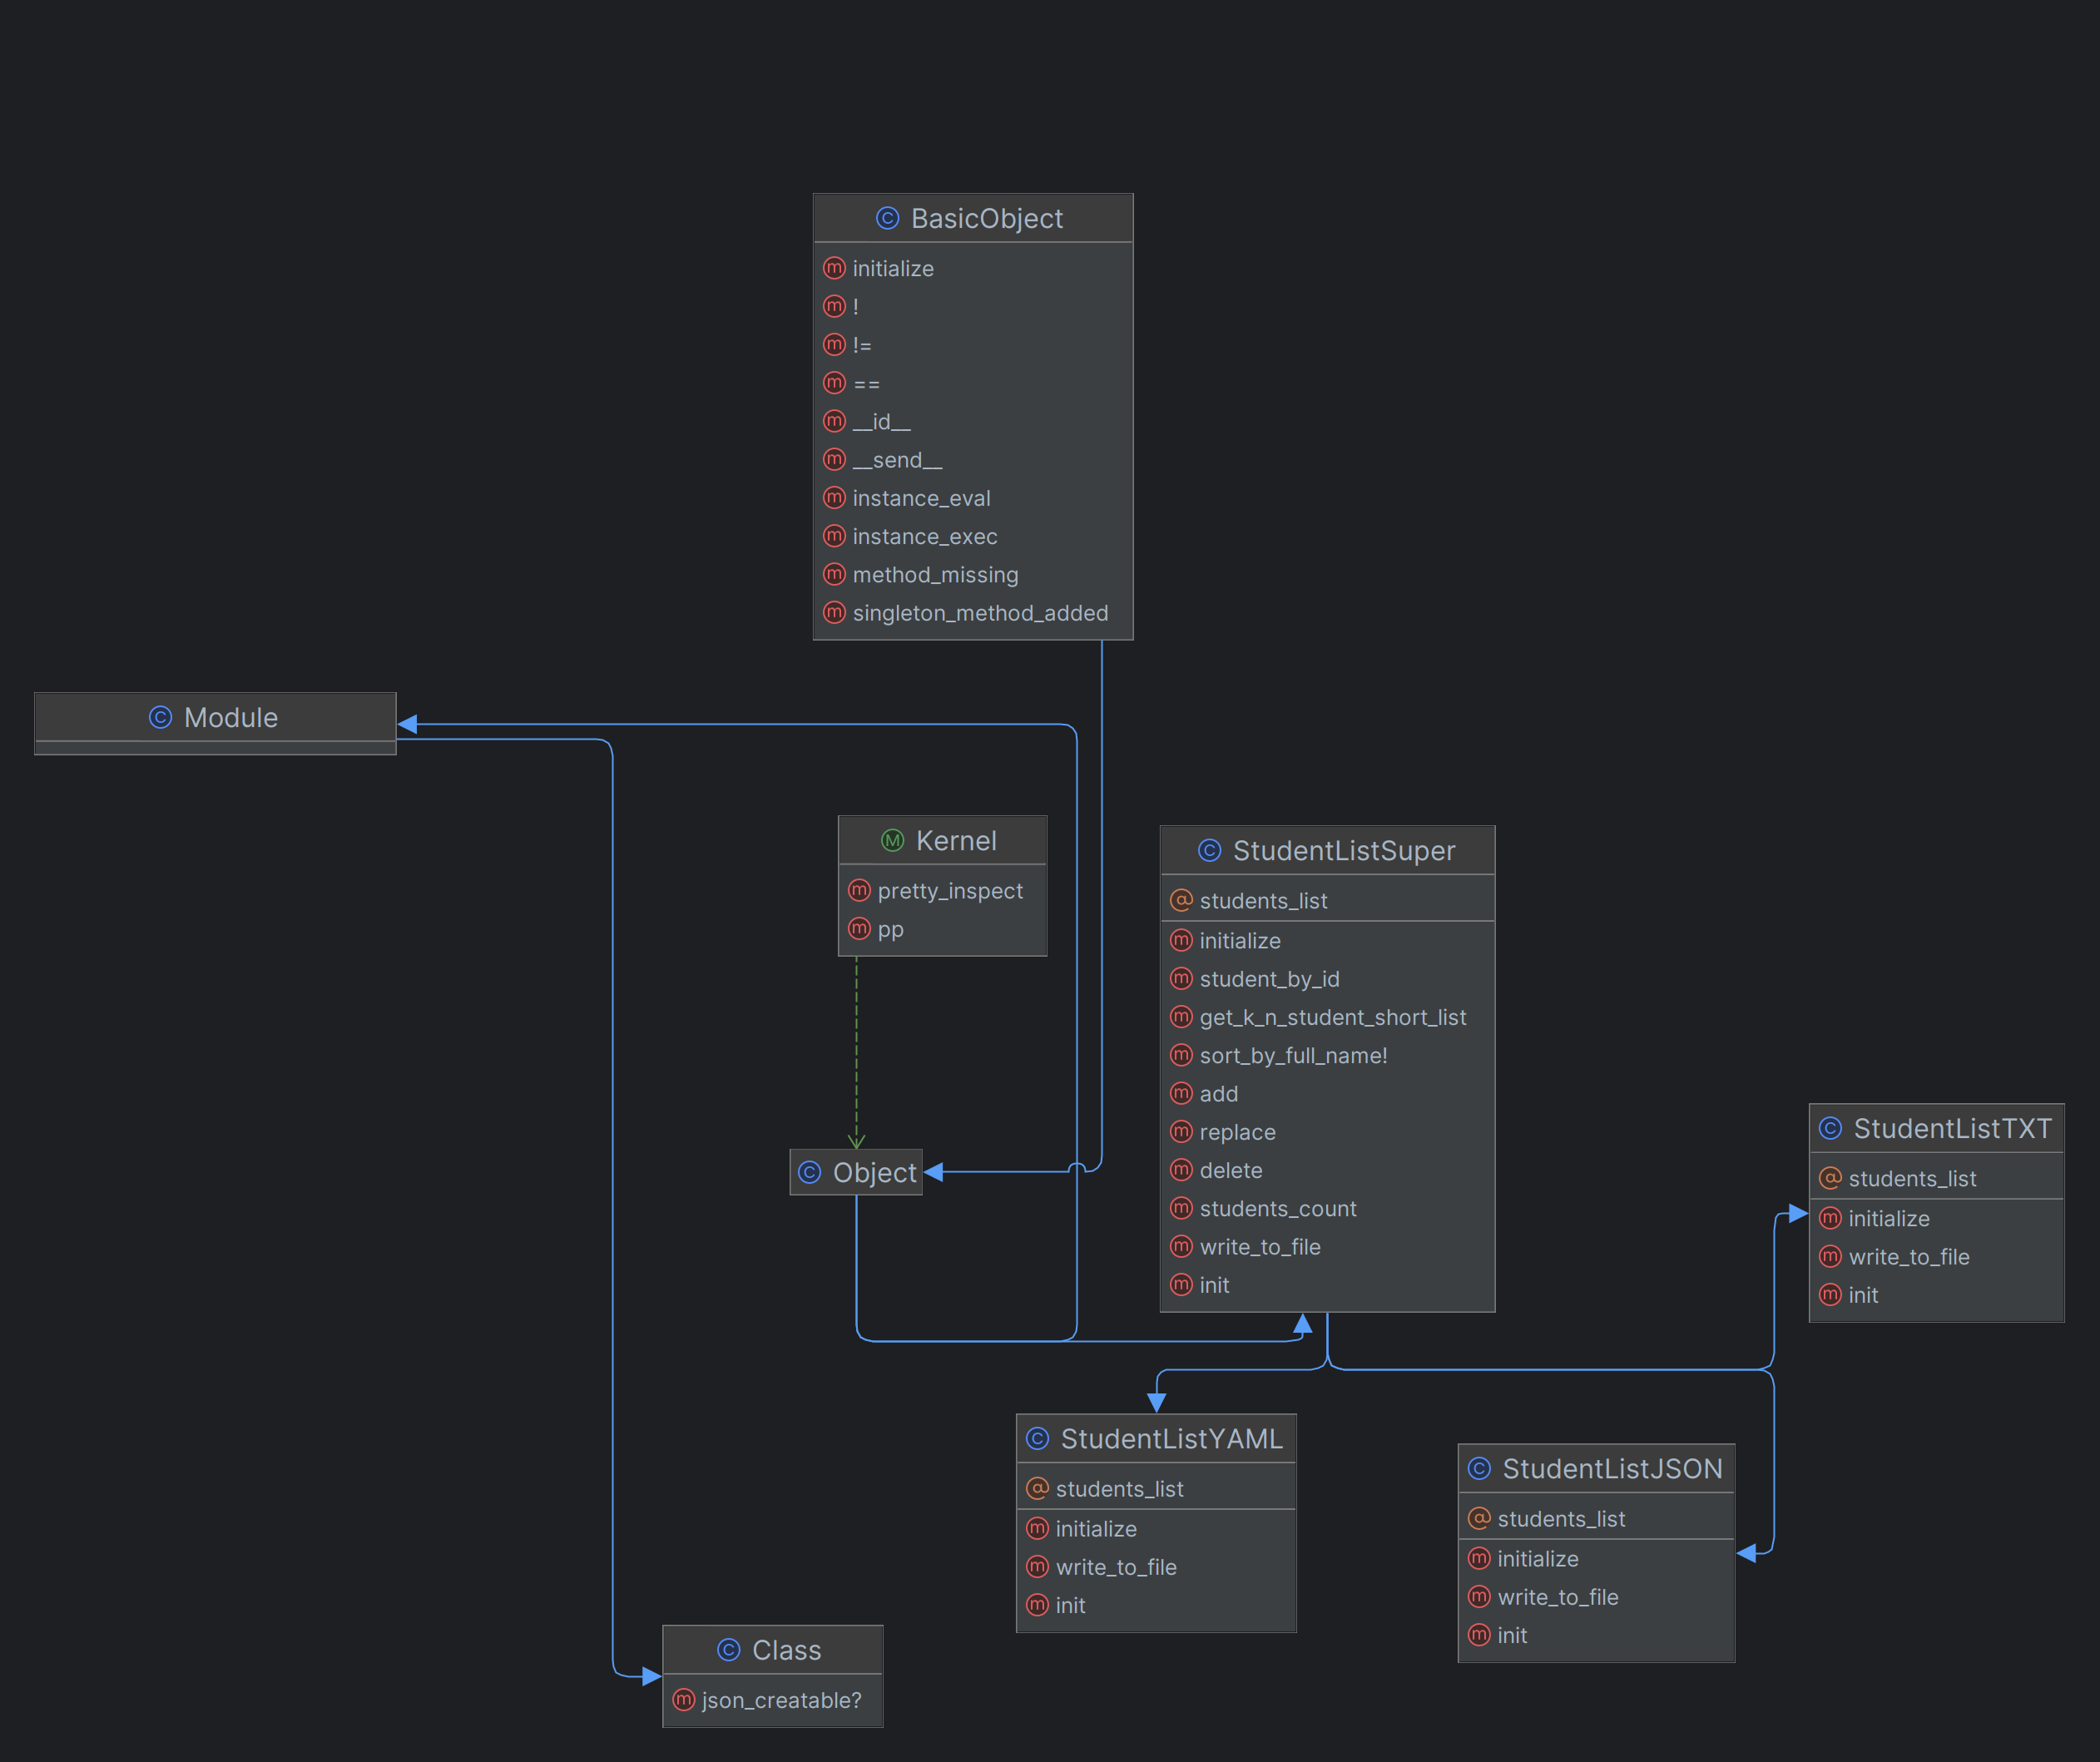 BasicObject
initialize
!
!=
==
__id__
__send__
instance_eval
instance_exec
method_missing
singleton_method_added
Module
Kernel
pretty_inspect
pp
StudentListSuper
students_list
initialize
student_by_id
get_k_n_student_short_list
sort_by_full_name!
add
replace
delete
students_count
write_to_file
init
Object
StudentListTXT
students_list
initialize
write_to_file
init
StudentListYAML
students_list
initialize
write_to_file
init
StudentListJSON
students_list
initialize
write_to_file
init
Class
json_creatable?